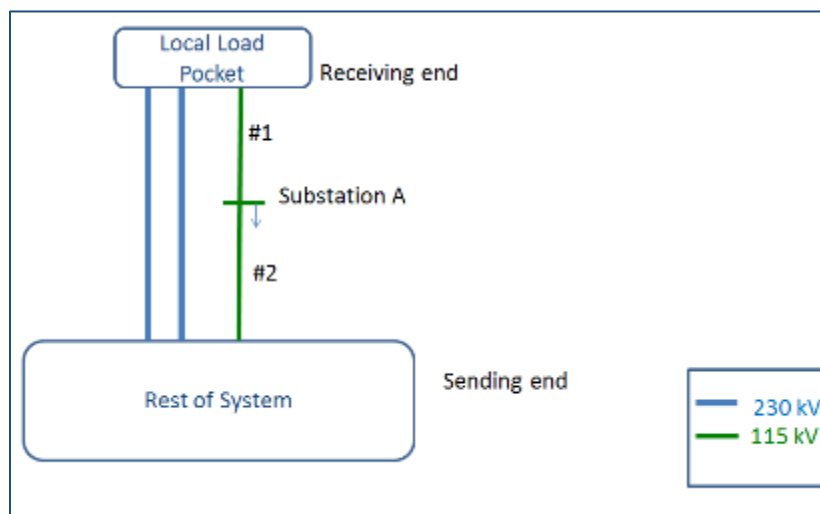 Local Load
Pocket
Receiving end
#1
Substation A
#2
Sending end
Rest of System
230 kV
115 kV